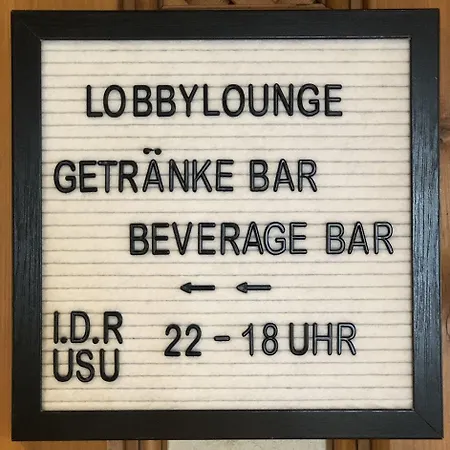 LOBBYLOUNGE
GETRÄNKE BAR
BEVERAGE BAR
← ←
I.D.R
USU 22 - 18 UHR